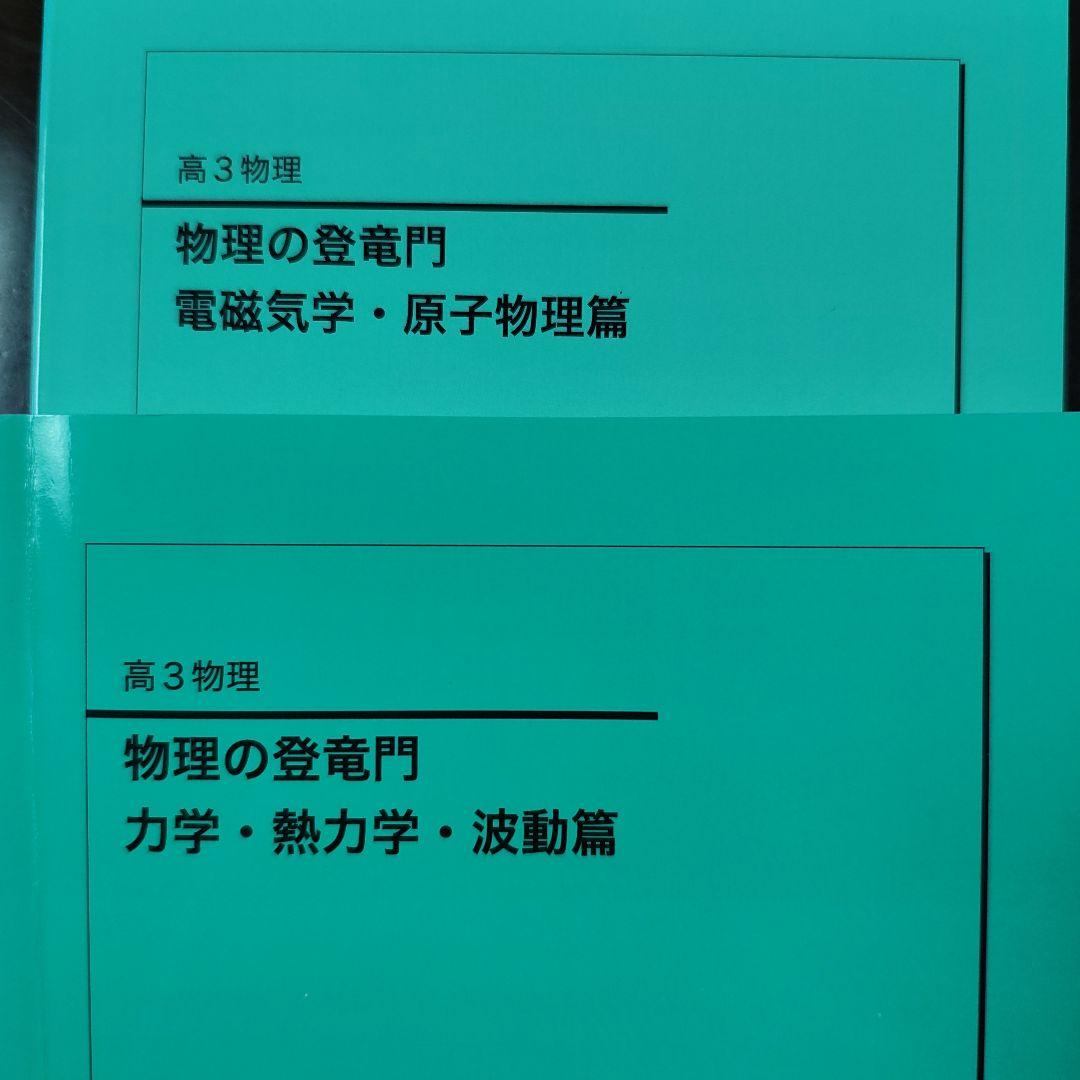 高3物理
物理の登竜門
電磁気学・原子物理篇
高3物理
物理の登竜門
力学・熱力学・波動篇